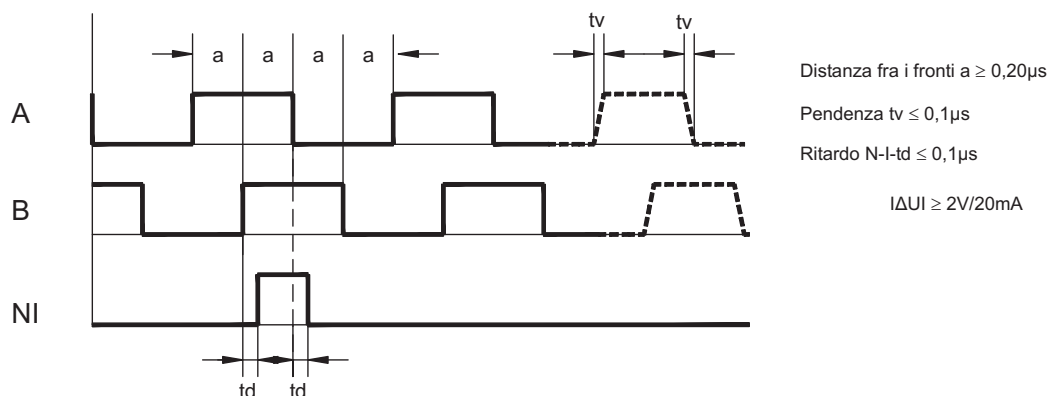 tv tv
a a a a
Distanza fra i fronti a ≥ 0,20µs
A
Pendenza tv ≤ 0,1µs
Ritardo N-I-td ≤ 0,1µs
B
IΔUI ≥ 2V/20mA
NI
td td